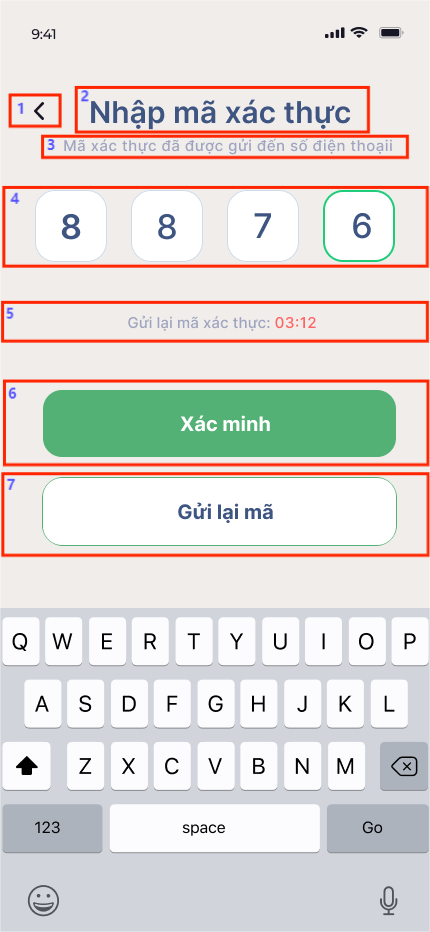 9:41
1
2 Nhập mã xác thực
3 Mã xác thực đã được gửi đến số điện thoaịi
4 8 8 7 6
5
Gửi lại mã xác thực: 03:12
6
Xác minh
7
Gửi lại mã
Q W E R T Y U I O P
A S D F G H J K L
Z X C V B N M
123 space Go